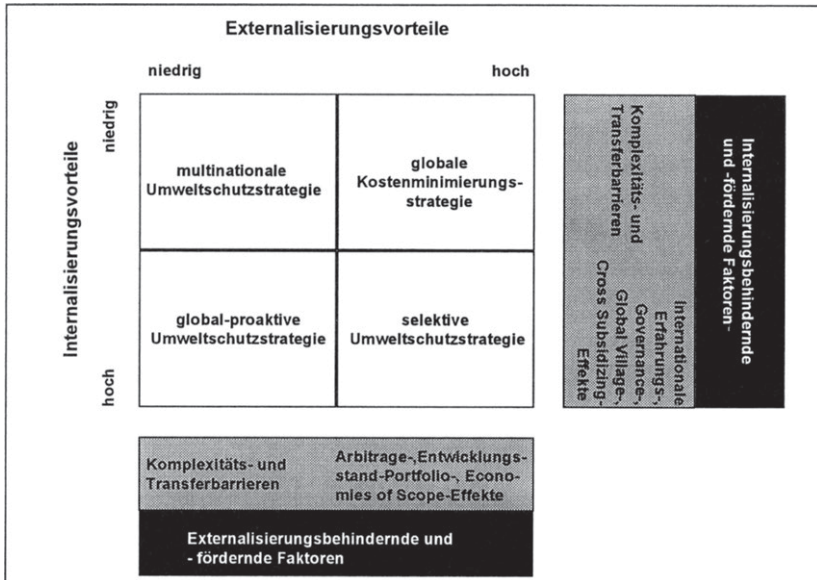 Externalisierungsvorteile
niedrig
hoch
Internalisierungsvorteile
niedrig
hoch
multinationale
Umweltschutzstrategie
globale
Kostenminimierungs-
strategie
global-proaktive
Umweltschutzstrategie
selektive
Umweltschutzstrategie
Komplexitäts- und
Transferbarrieren
Internationale
Erfahrungs-,
Governance-,
Global Village-,
Cross Subsidizing-
Effekte
Internalisierungsbehindernde
und -fördernde Faktoren-
Komplexitäts- und
Transferbarrieren
Arbitrage-,Entwicklungs-
stand-Portfolio-, Econo-
mies of Scope-Effekte
Externalisierungsbehindernde und
- fördernde Faktoren